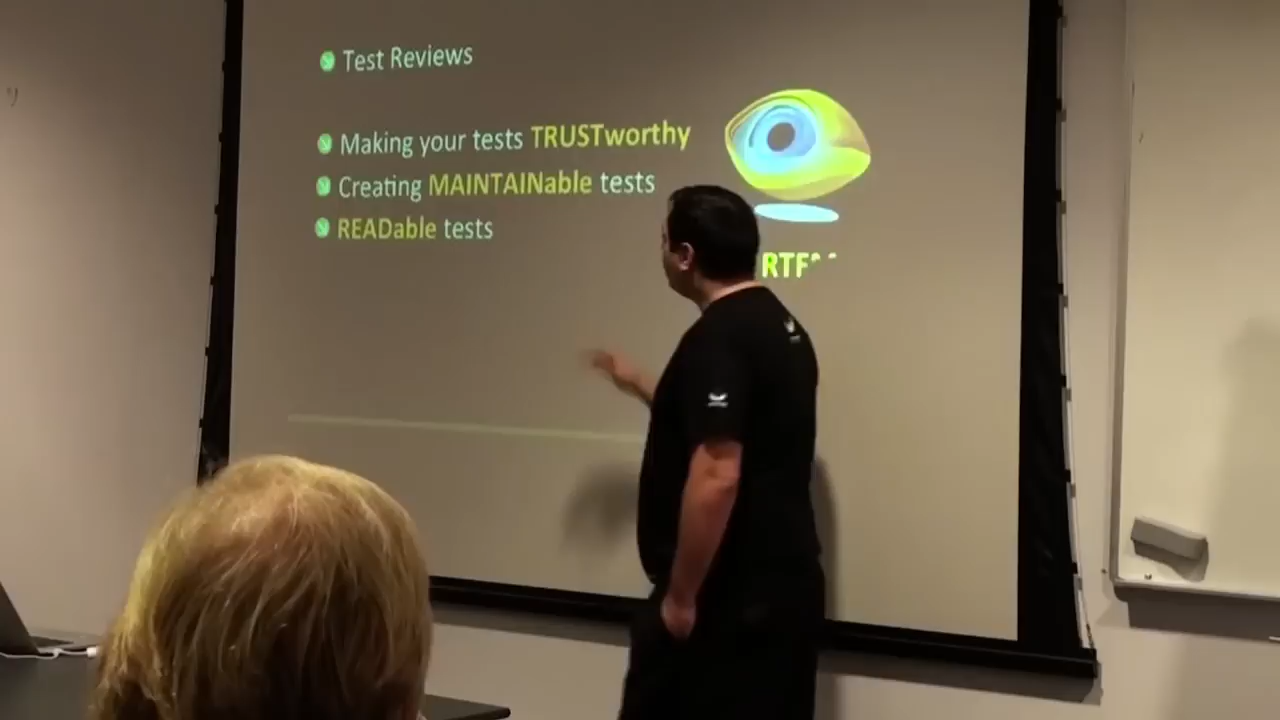 Test Reviews
Making your tests TRUSTworthy
Creating MAINTAINable tests
READable tests